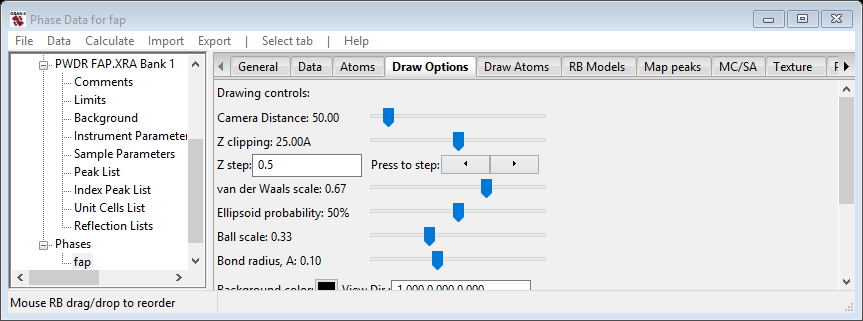 Phase Data for fap
File Data Calculate Import Export | Select tab | Help
PWDR FAP.XRA Bank 1
Comments
Limits
Background
Instrument Parameter
Sample Parameters
Peak List
Index Peak List
Unit Cells List
Reflection Lists
Phases
fap
General Data Atoms Draw Options Draw Atoms RB Models Map peaks MC/SA Texture
Drawing controls:
Camera Distance: 50.00
Z clipping: 25.00A
Z step: 0.5 Press to step:
van der Waals scale: 0.67
Ellipsoid probability: 50%
Ball scale: 0.33
Bond radius, A: 0.10
Background color: View Dir.: 1.000 0.000 0.000
Mouse RB drag/drop to reorder